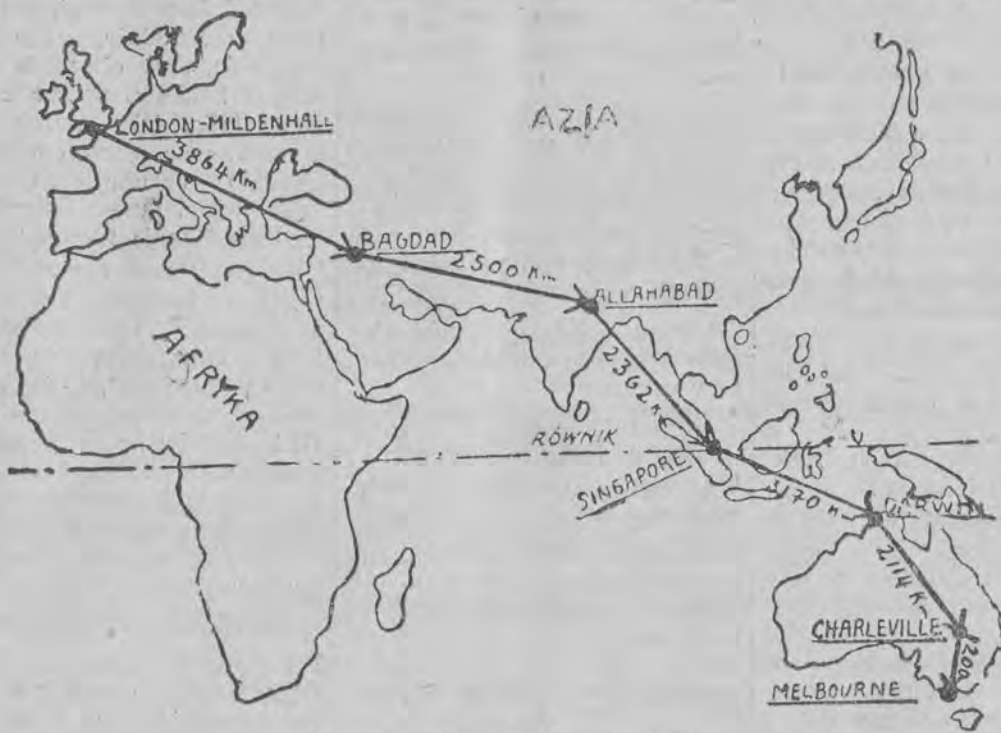 LONDON-MILDENHALL
3864 Km
AZIA
BAGDAD
2500 K...
ALLAHABAD
AFRYKA
2362 K
RÓWNIK
SINGAPORE
DARWIN
2114 K
CHARLEVILLE
MELBOURNE